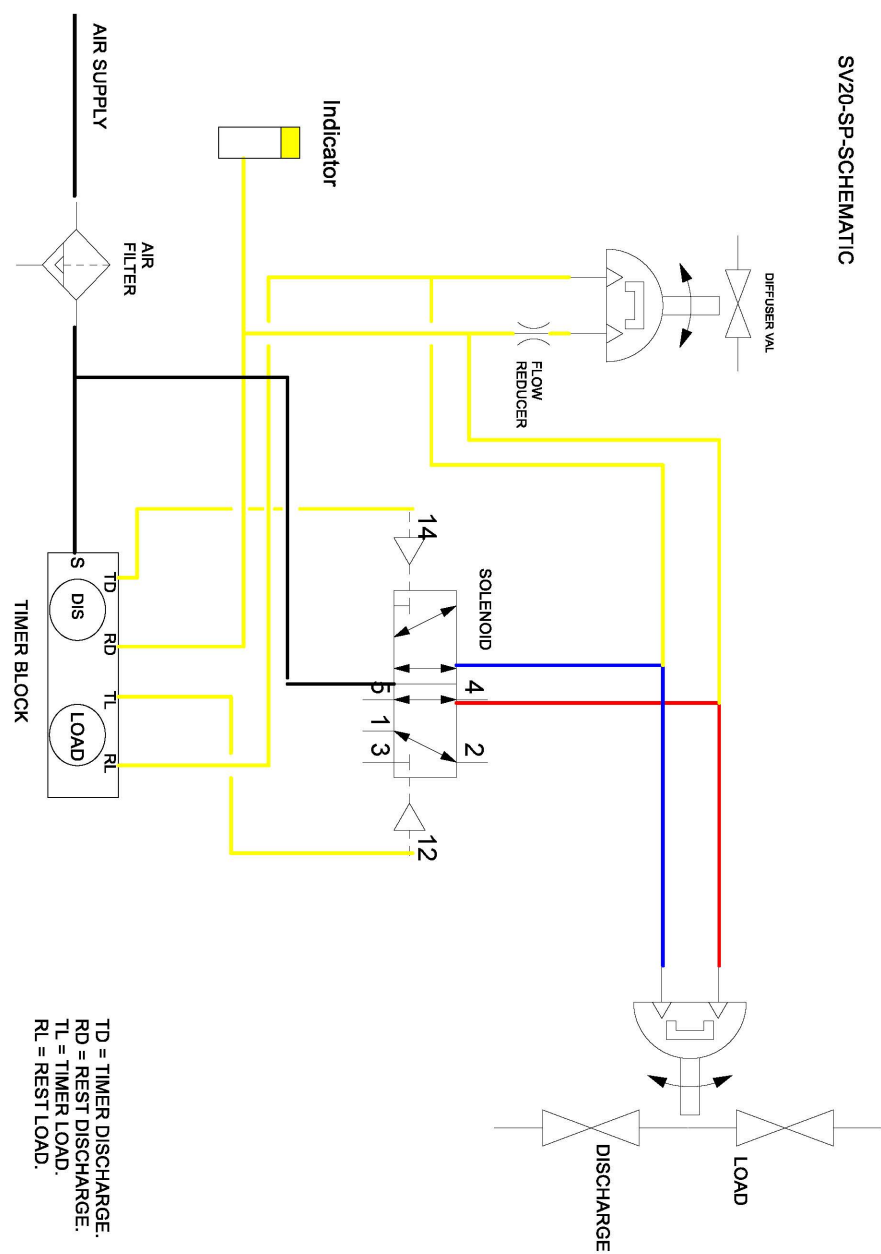 SV20-SP-SCHEMATIC
DIFFUSER VAL
FLOW
REDUCER
Indicator
AIR SUPPLY
AIR
FILTER
SOLENOID
14
4
2
5
1
3
12
S
TD
DIS
RD
TL
LOAD
RL
TIMER BLOCK
LOAD
DISCHARGE
TD = TIMER DISCHARGE.
RD = REST DISCHARGE.
TL = TIMER LOAD.
RL = REST LOAD.